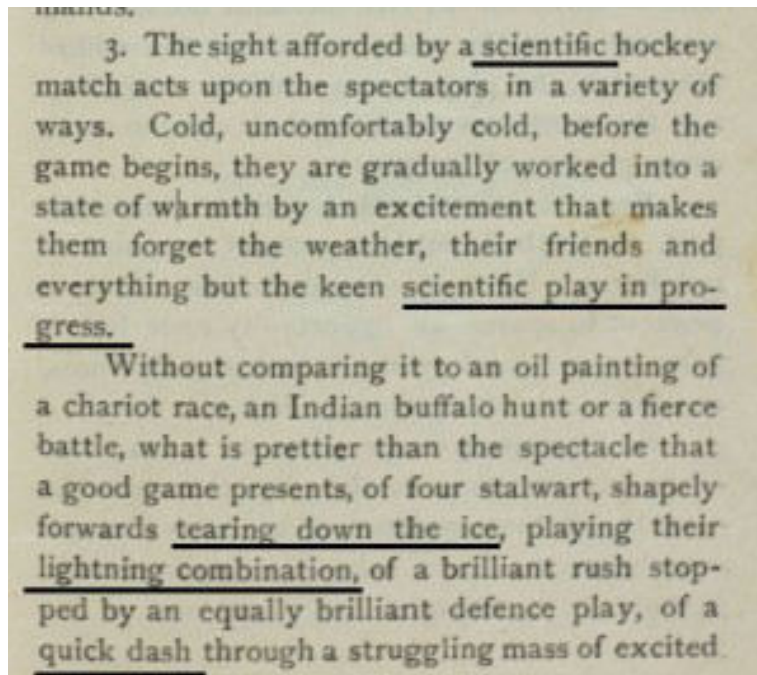 mands.
3. The sight afforded by a scientific hockey
match acts upon the spectators in a variety of
ways. Cold, uncomfortably cold, before the
game begins, they are gradually worked into a
state of warmth by an excitement that makes
them forget the weather, their friends and
everything but the keen scientific play in pro-
gress.
Without comparing it to an oil painting of
a chariot race, an Indian buffalo hunt or a fierce
battle, what is prettier than the spectacle that
a good game presents, of four stalwart, shapely
forwards tearing down the ice, playing their
lightning combination, of a brilliant rush stop-
ped by an equally brilliant defence play, of a
quick dash through a struggling mass of excited